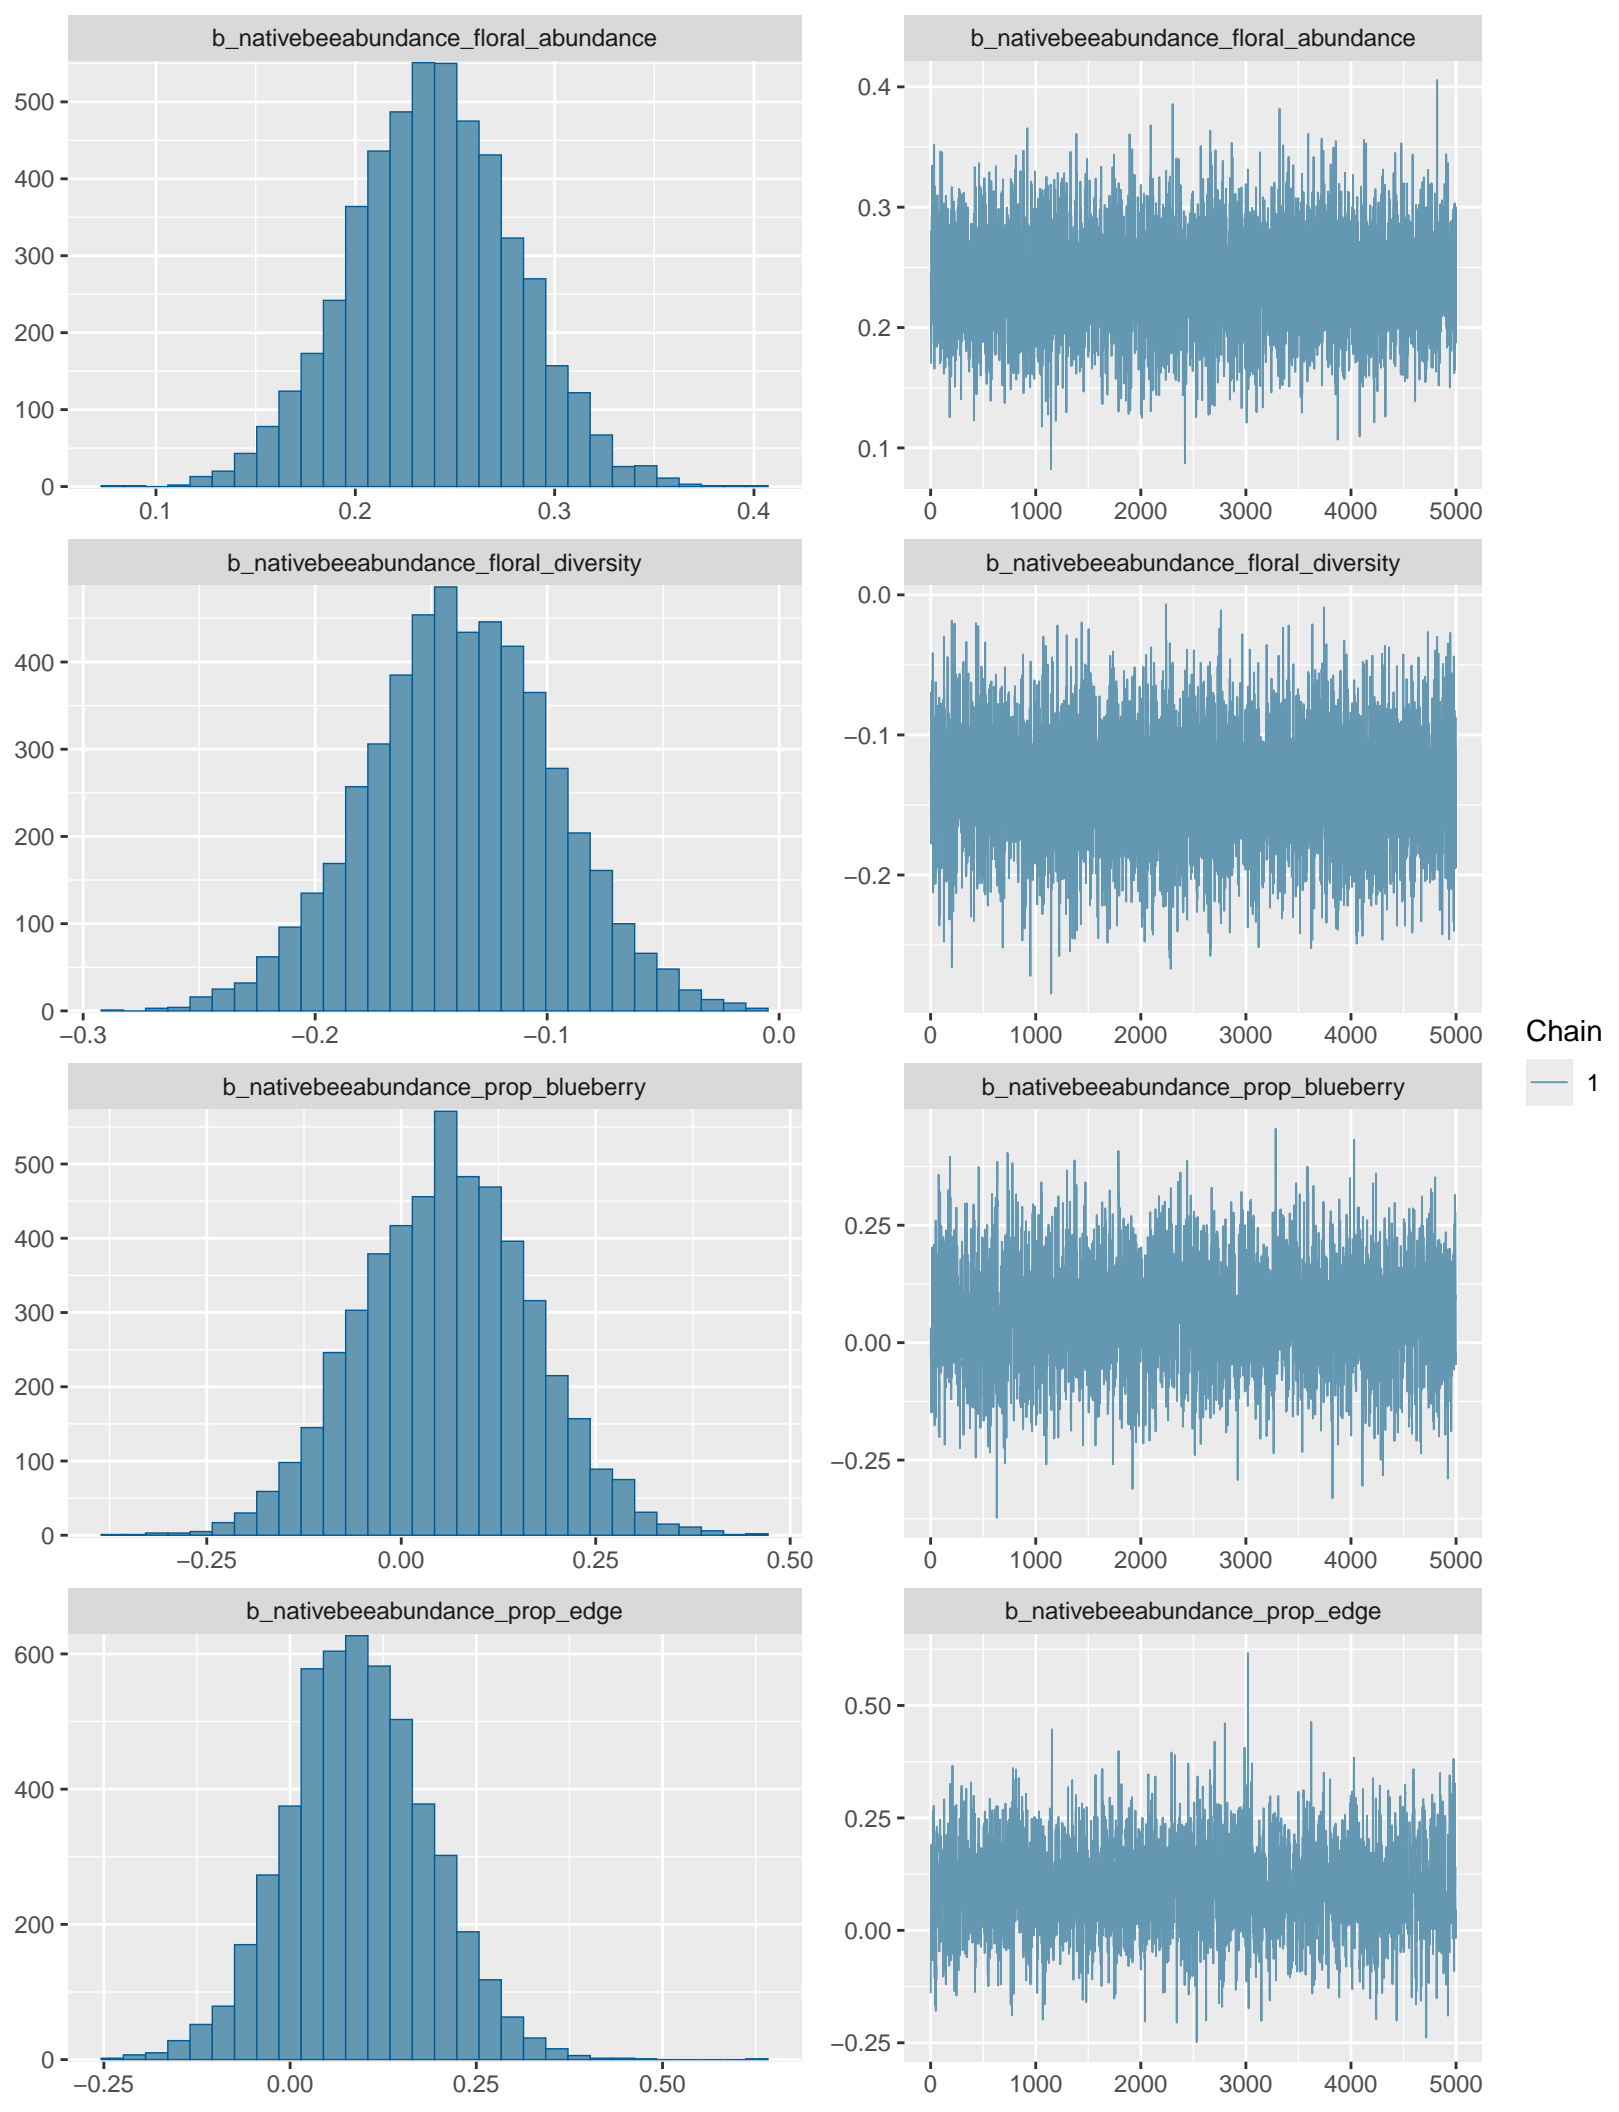 b_nativebeeabundance_floral_abundance
500
400
300
200
100
0
0.1 0.2 0.3 0.4
b_nativebeeabundance_floral_abundance
0.4
0.3
0.2
0.1
0 1000 2000 3000 4000 5000
b_nativebeeabundance_floral_diversity
400
300
200
100
0
−0.3 −0.2 −0.1 0.0
b_nativebeeabundance_floral_diversity
0.0
−0.1
−0.2
0 1000 2000 3000 4000 5000
b_nativebeeabundance_prop_blueberry
500
400
300
200
100
0
−0.25 0.00 0.25 0.50
b_nativebeeabundance_prop_blueberry
0.25
0.00
−0.25
0 1000 2000 3000 4000 5000
b_nativebeeabundance_prop_edge
600
400
200
0
−0.25 0.00 0.25 0.50
b_nativebeeabundance_prop_edge
0.50
0.25
0.00
−0.25
0 1000 2000 3000 4000 5000
Chain
1